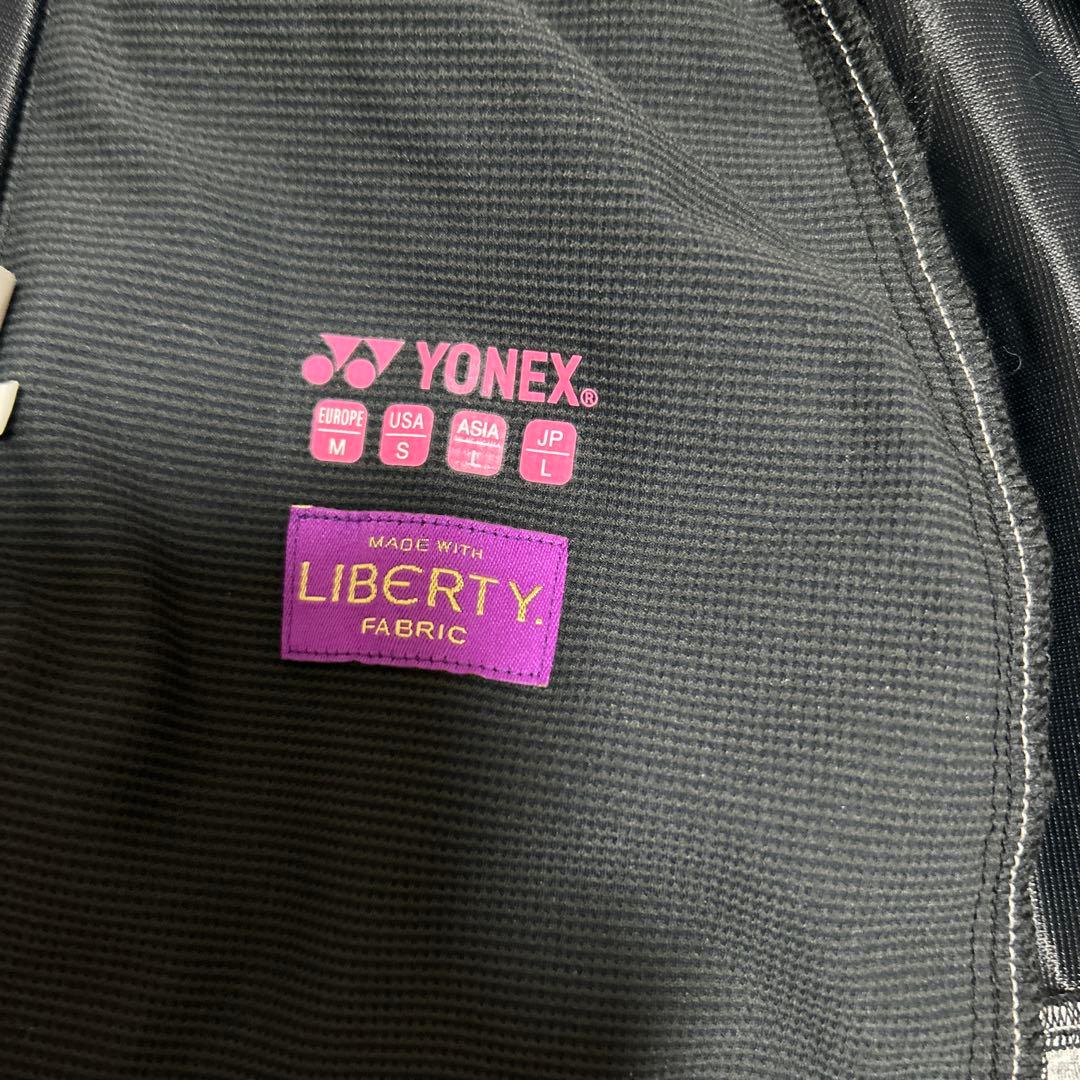 YONEX®
EUROPE USA ASIA JP
M S L L
MADE WITH
LIBERTY.
FABRIC